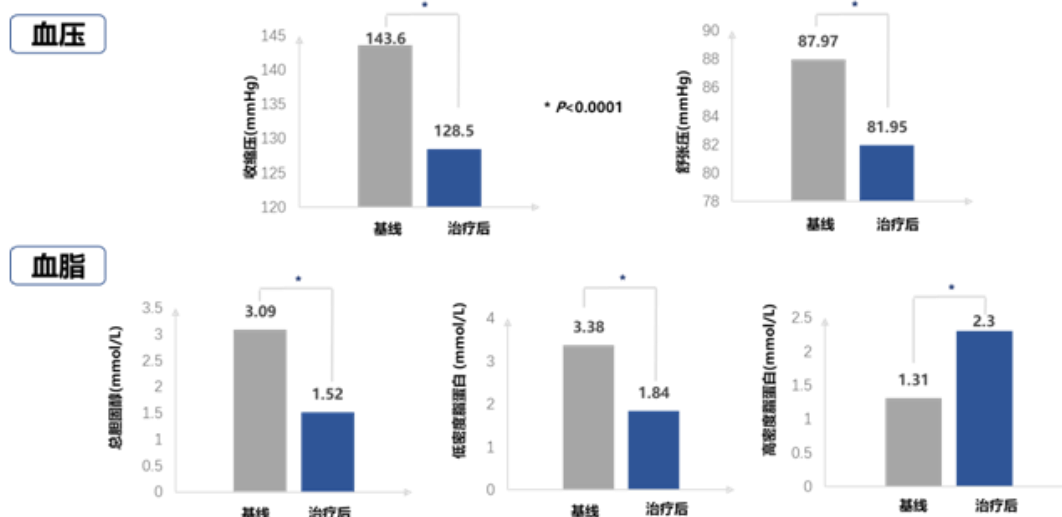 血压
145
140
135
130
125
120
收缩压(mmHg)
*
143.6
128.5
基线
治疗后
* P<0.0001
90
88
86
84
82
80
78
舒张压(mmHg)
*
87.97
81.95
基线
治疗后
血脂
3.5
3
2.5
2
1.5
1
0.5
0
总胆固醇(mmol/L)
*
3.09
1.52
基线
治疗后
4
3
2
1
0
低密度脂蛋白 (mmol/L)
*
3.38
1.84
基线
治疗后
2.5
2
1.5
1
0.5
0
高密度脂蛋白(mmol/L)
*
1.31
2.3
基线
治疗后